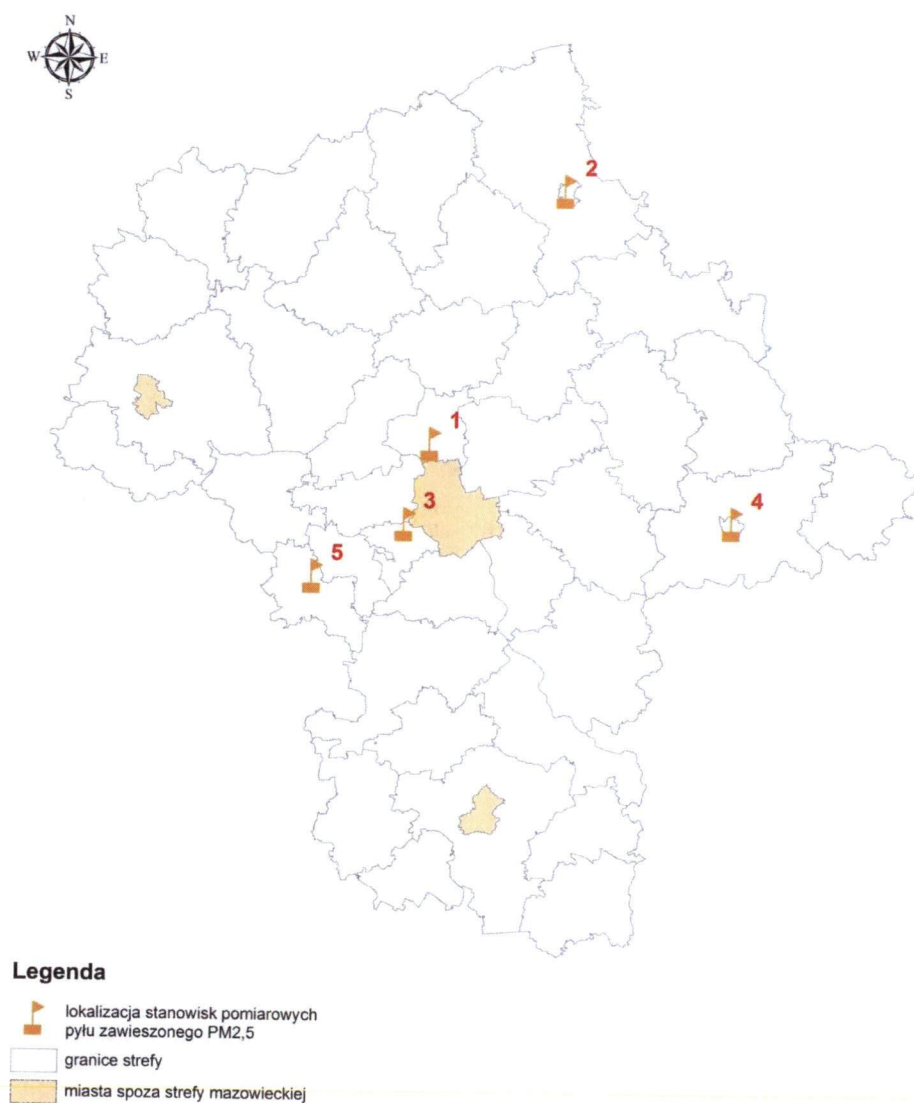 N
W E
S
2
1
3
4
5
Legenda
lokalizacja stanowisk pomiarowych
pyłu zawieszonego PM2,5
granice strefy
miasta spoza strefy mazowieckiej